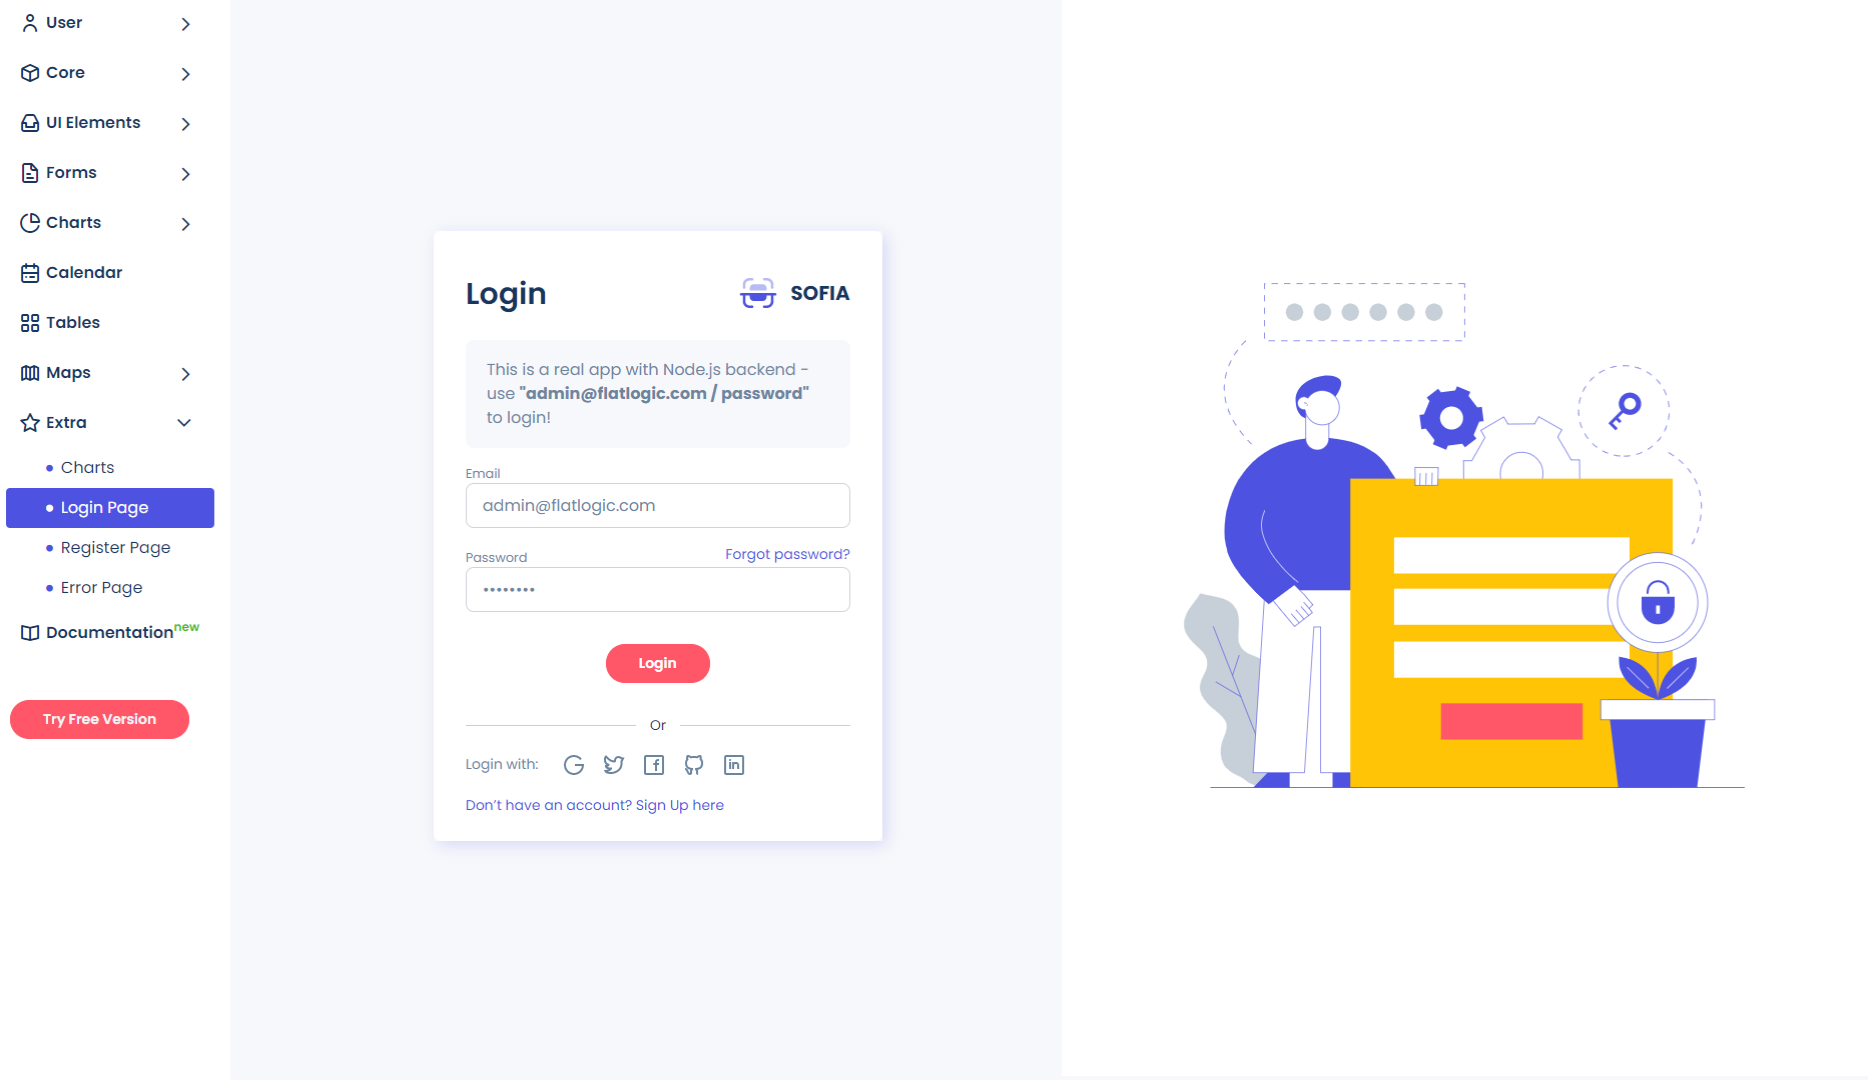 User
Core
UI Elements
Forms
Charts
Calendar
Tables
Maps
Extra
Charts
Login Page
Register Page
Error Page
Documentation new
Try Free Version
Login
SOFIA
This is a real app with Node.js backend -
use "admin@flatlogic.com / password"
to login!
Email
admin@flatlogic.com
Password
Forgot password?
••••••••
Login
Or
Login with:
Don’t have an account? Sign Up here